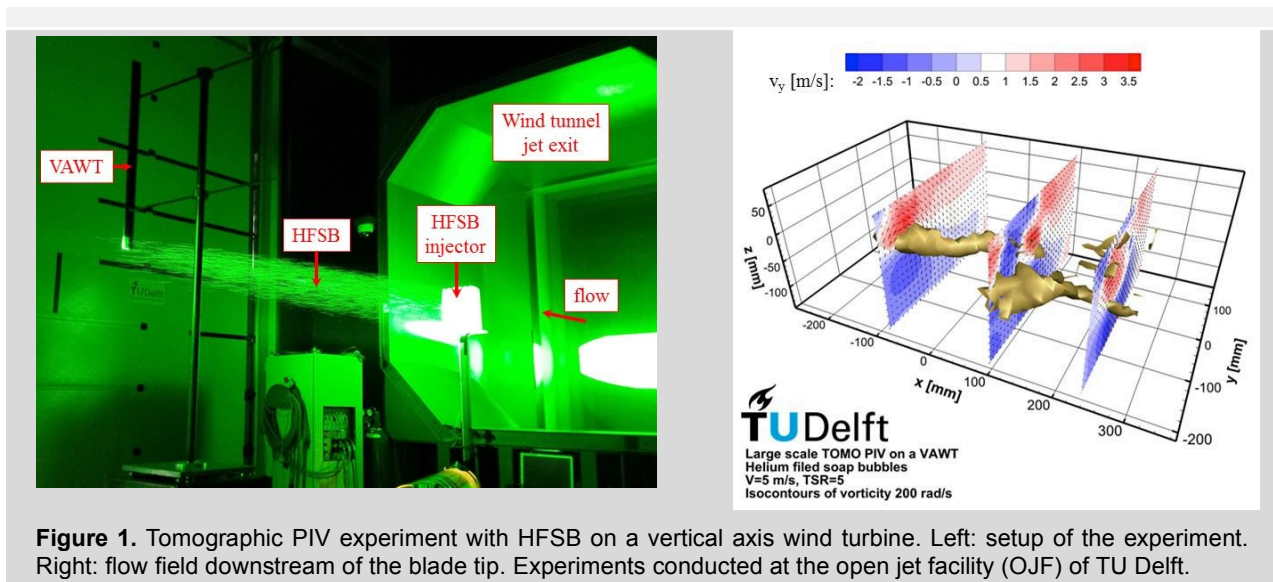 VAWT
HFSB
HFSB
injector
Wind tunnel
jet exit
flow
TUDelft
v_y [m/s]:
-2 -1.5 -1 -0.5 0 0.5 1 1.5 2 2.5 3 3.5
z [mm]
50
0
-50
-100
-200
-100
0
100
200
300
x [mm]
100
0
-100
-200
y [mm]
TUDelft
Large scale TOMO PIV on a VAWT
Helium filed soap bubbles
V=5 m/s, TSR=5
Isocontours of vorticity 200 rad/s
Figure 1. Tomographic PIV experiment with HFSB on a vertical axis wind turbine. Left: setup of the experiment.
Right: flow field downstream of the blade tip. Experiments conducted at the open jet facility (OJF) of TU Delft.